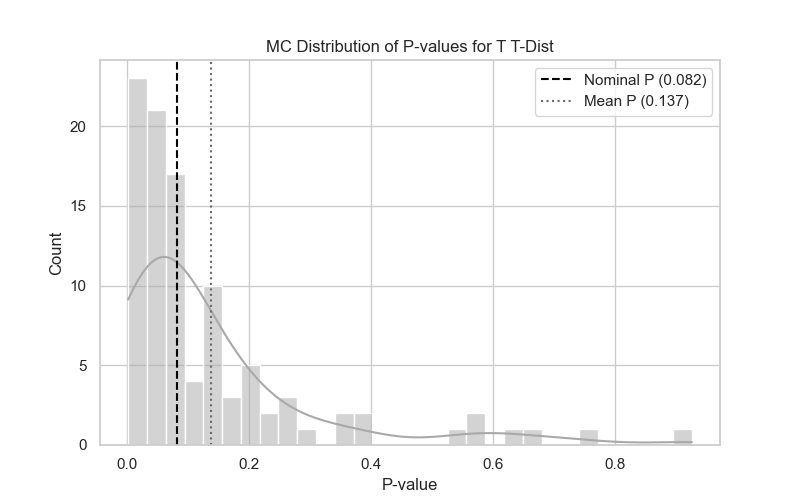 MC Distribution of P-values for T T-Dist
Nominal P (0.082)
Mean P (0.137)
Count
20
15
10
5
0
0.0 0.2 0.4 0.6 0.8
P-value